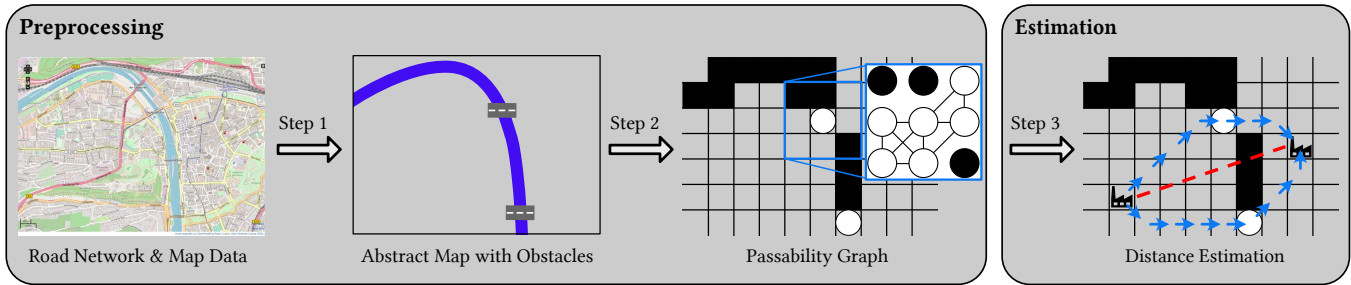 Preprocessing
Estimation
Step 1
Step 2
Step 3
Road Network & Map Data
Abstract Map with Obstacles
Passability Graph
Distance Estimation